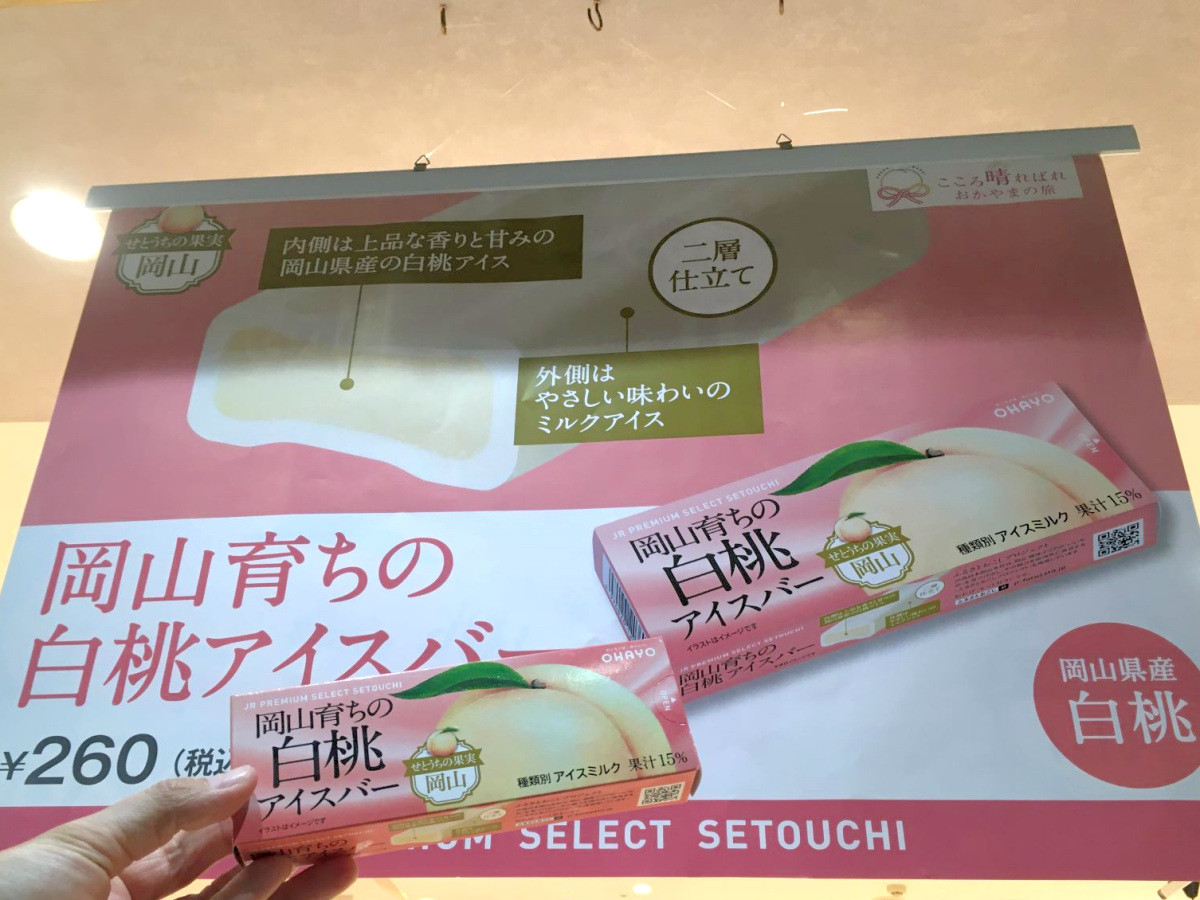 こころ晴ればれ
おかやまの旅
せとうちの果実
岡山
内側は上品な香りと甘みの
岡山県産の白桃アイス
二層
仕立て
外側は
やさしい味わいの
ミルクアイス
岡山育ちの
白桃アイスバー
¥260（税込
OHAYO
OPEN
JR PREMIUM SELECT SETOUCHI
岡山育ちの
白桃
アイスバー
せとうちの果実
岡山
種類別 アイスミルク 果汁15%
イラストはイメージです
JR PREMIUM SELECT SETOUCHI
岡山育ちの
白桃アイスバー
岡山県産
白桃
OHAYO
OPEN
JR PREMIUM SELECT SETOUCHI
岡山育ちの
白桃
アイスバー
せとうちの果実
岡山
種類別 アイスミルク 果汁15%
イラストはイメージです
岡山育ちの
SELECT SETOUCHI